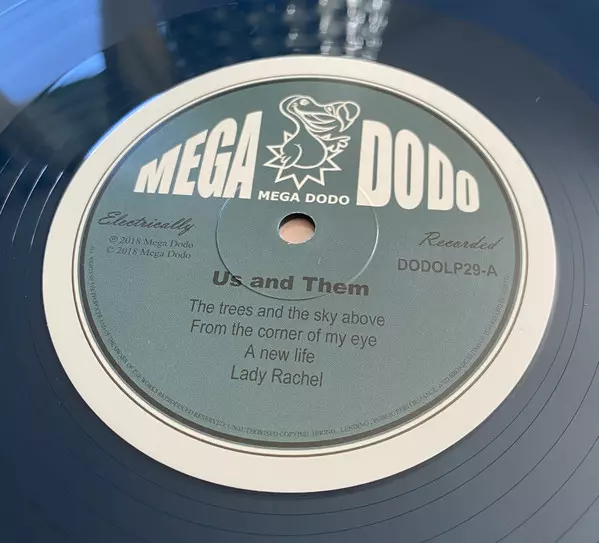 MEGA DODO
MEGA DODO
Electrically
Recorded
℗ 2018 Mega Dodo
© 2018 Mega Dodo
DODOLP29-A
Us and Them
The trees and the sky above
From the corner of my eye
A new life
Lady Rachel